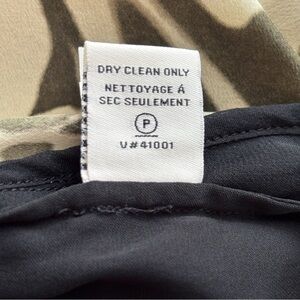 DRY CLEAN ONLY
NETTOYAGE Á
SEC SEULEMENT
P
V#41001